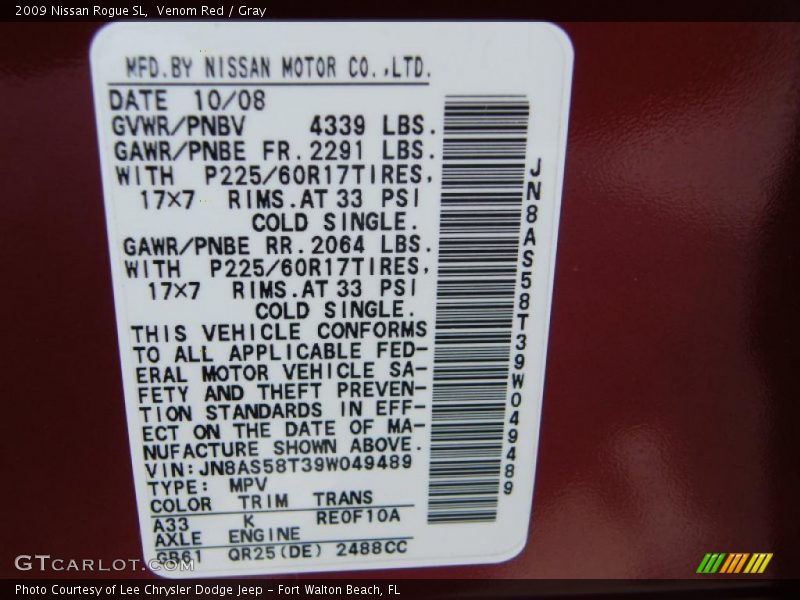 2009 Nissan Rogue SL,  Venom Red / Gray
MFD.BY NISSAN MOTOR CO.,LTD.
DATE 10/08
GVWR/PNBV 4339 LBS.
GAWR/PNBE FR.2291 LBS.
WITH P225/60R17TIRES,
17×7 RIMS.AT 33 PSI
COLD SINGLE.
GAWR/PNBE RR.2064 LBS.
WITH P225/60R17TIRES,
17×7 RIMS.AT 33 PSI
COLD SINGLE.
THIS VEHICLE CONFORMS
TO ALL APPLICABLE FED-
ERAL MOTOR VEHICLE SA-
FETY AND THEFT PREVEN-
TION STANDARDS IN EFF-
ECT ON THE DATE OF MA-
NUFACTURE SHOWN ABOVE.
VIN:JN8AS58T39W049489
TYPE: MPV
COLOR TRIM TRANS
A33 K RE0F10A
AXLE ENGINE
GB61 QR25(DE) 2488CC
JN8AS58T39W049489
GTcarlot.com
Photo Courtesy of Lee Chrysler Dodge Jeep - Fort Walton Beach, FL